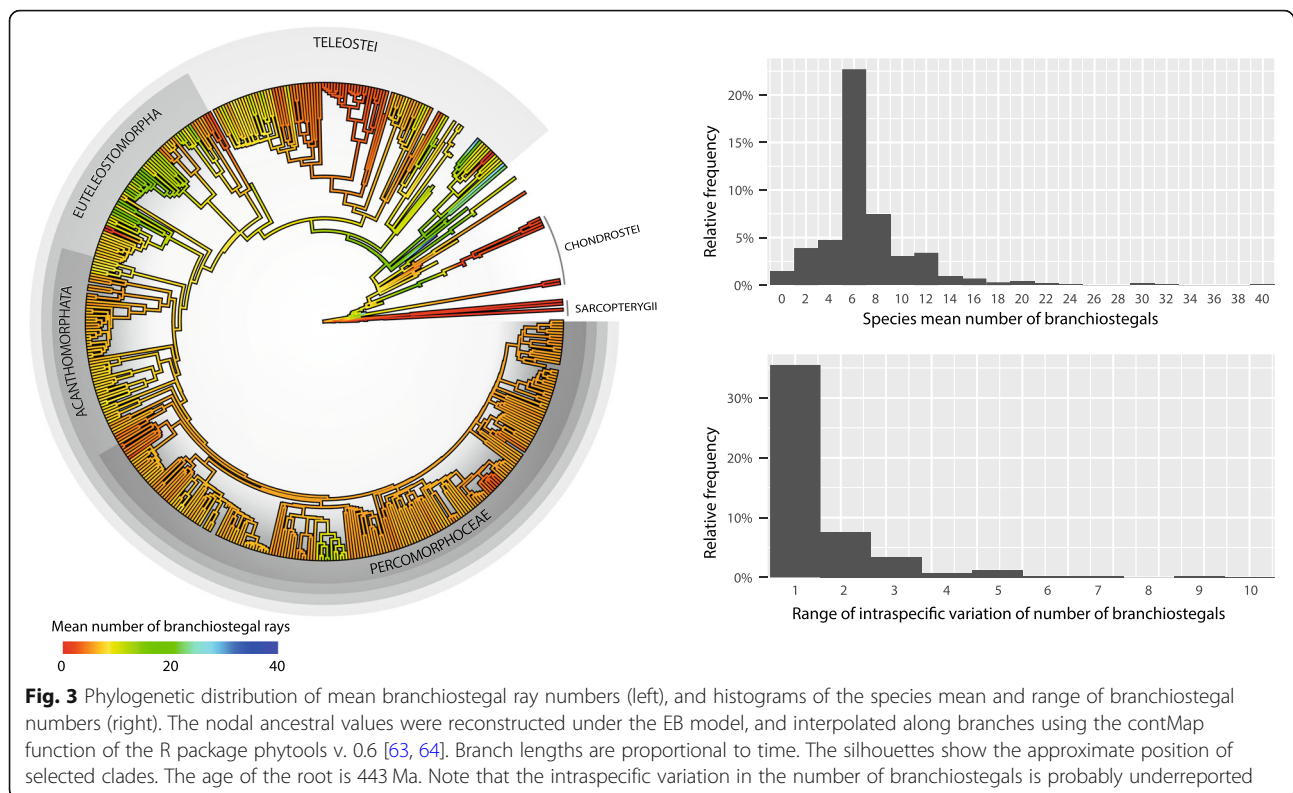 TELEOSTEI
EUTELEOSTOMORPHA
ACANTHOMORPHATA
PERCOMORPHOCEAE
CHONDROSTEI
SARCOPTERYGII
Mean number of branchiostegal rays
0 20 40
Relative frequency
20%
15%
10%
5%
0%
0 2 4 6 8 10 12 14 16 18 20 22 24 26 28 30 32 34 36 38 40
Species mean number of branchiostegals
Relative frequency
30%
20%
10%
0%
1 2 3 4 5 6 7 8 9 10
Range of intraspecific variation of number of branchiostegals
Fig. 3 Phylogenetic distribution of mean branchiostegal ray numbers (left), and histograms of the species mean and range of branchiostegal
numbers (right). The nodal ancestral values were reconstructed under the EB model, and interpolated along branches using the contMap
function of the R package phytools v. 0.6 [63, 64]. Branch lengths are proportional to time. The silhouettes show the approximate position of
selected clades. The age of the root is 443 Ma. Note that the intraspecific variation in the number of branchiostegals is probably underreported